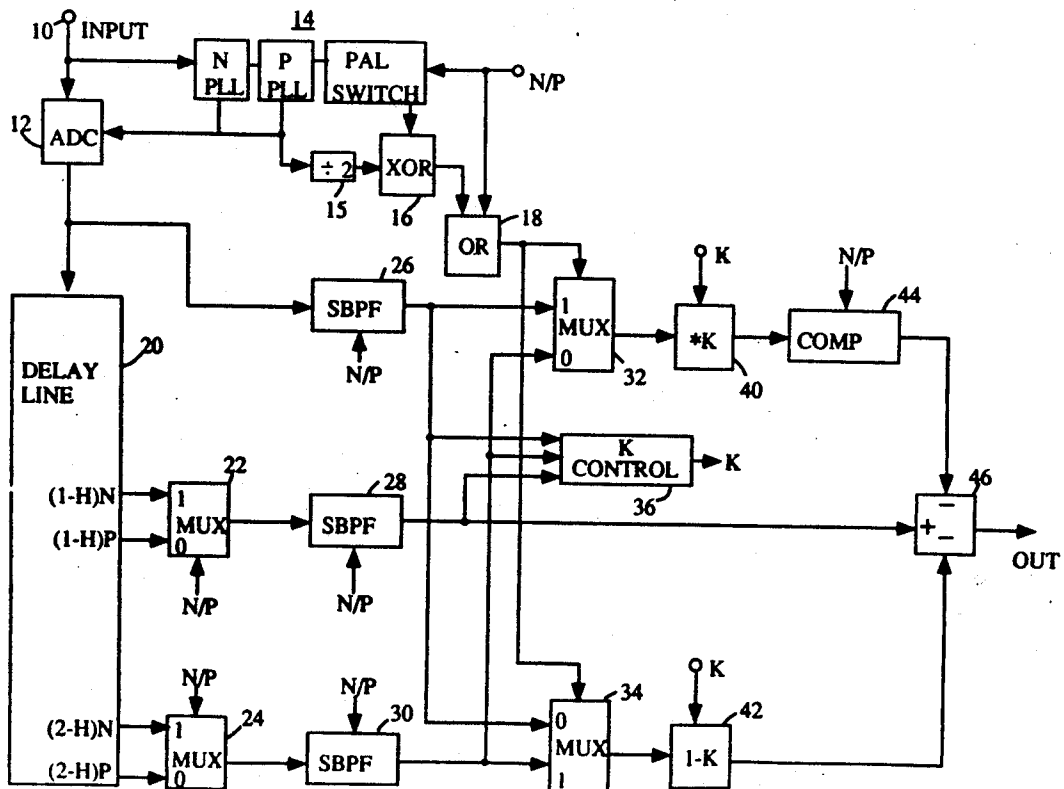 10 INPUT
14
N PLL
P PLL
PAL SWITCH
N/P
12 ADC
÷ 2
15
XOR
16
OR
18
26
SBPF
N/P
1
MUX
0
32
K
*K
40
N/P
44
COMP
DELAY LINE
20
K CONTROL
K
36
(1-H)N
(1-H)P
22
1
MUX
0
N/P
28
SBPF
N/P
46
+
−
−
OUT
(2-H)N
(2-H)P
N/P
24
1
MUX
0
N/P
30
SBPF
34
0
MUX
1
K
42
1-K